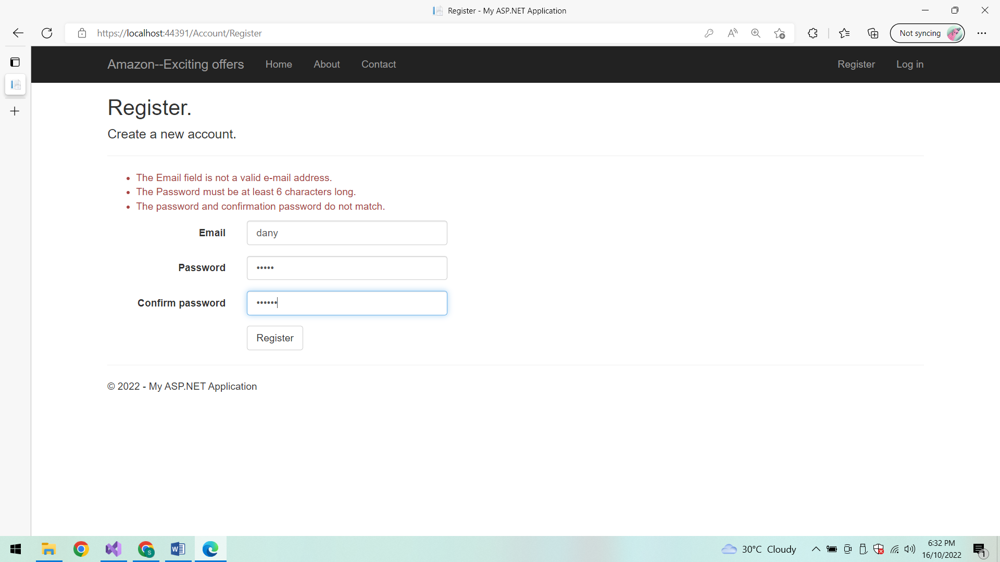 Register - My ASP.NET Application
https://localhost:44391/Account/Register
Not syncing
Amazon--Exciting offers Home About Contact Register Log in
Register.
Create a new account.
The Email field is not a valid e-mail address.
The Password must be at least 6 characters long.
The password and confirmation password do not match.
Email dany
Password •••••
Confirm password ••••••
Register
© 2022 - My ASP.NET Application
30°C Cloudy
6:32 PM
16/10/2022
1